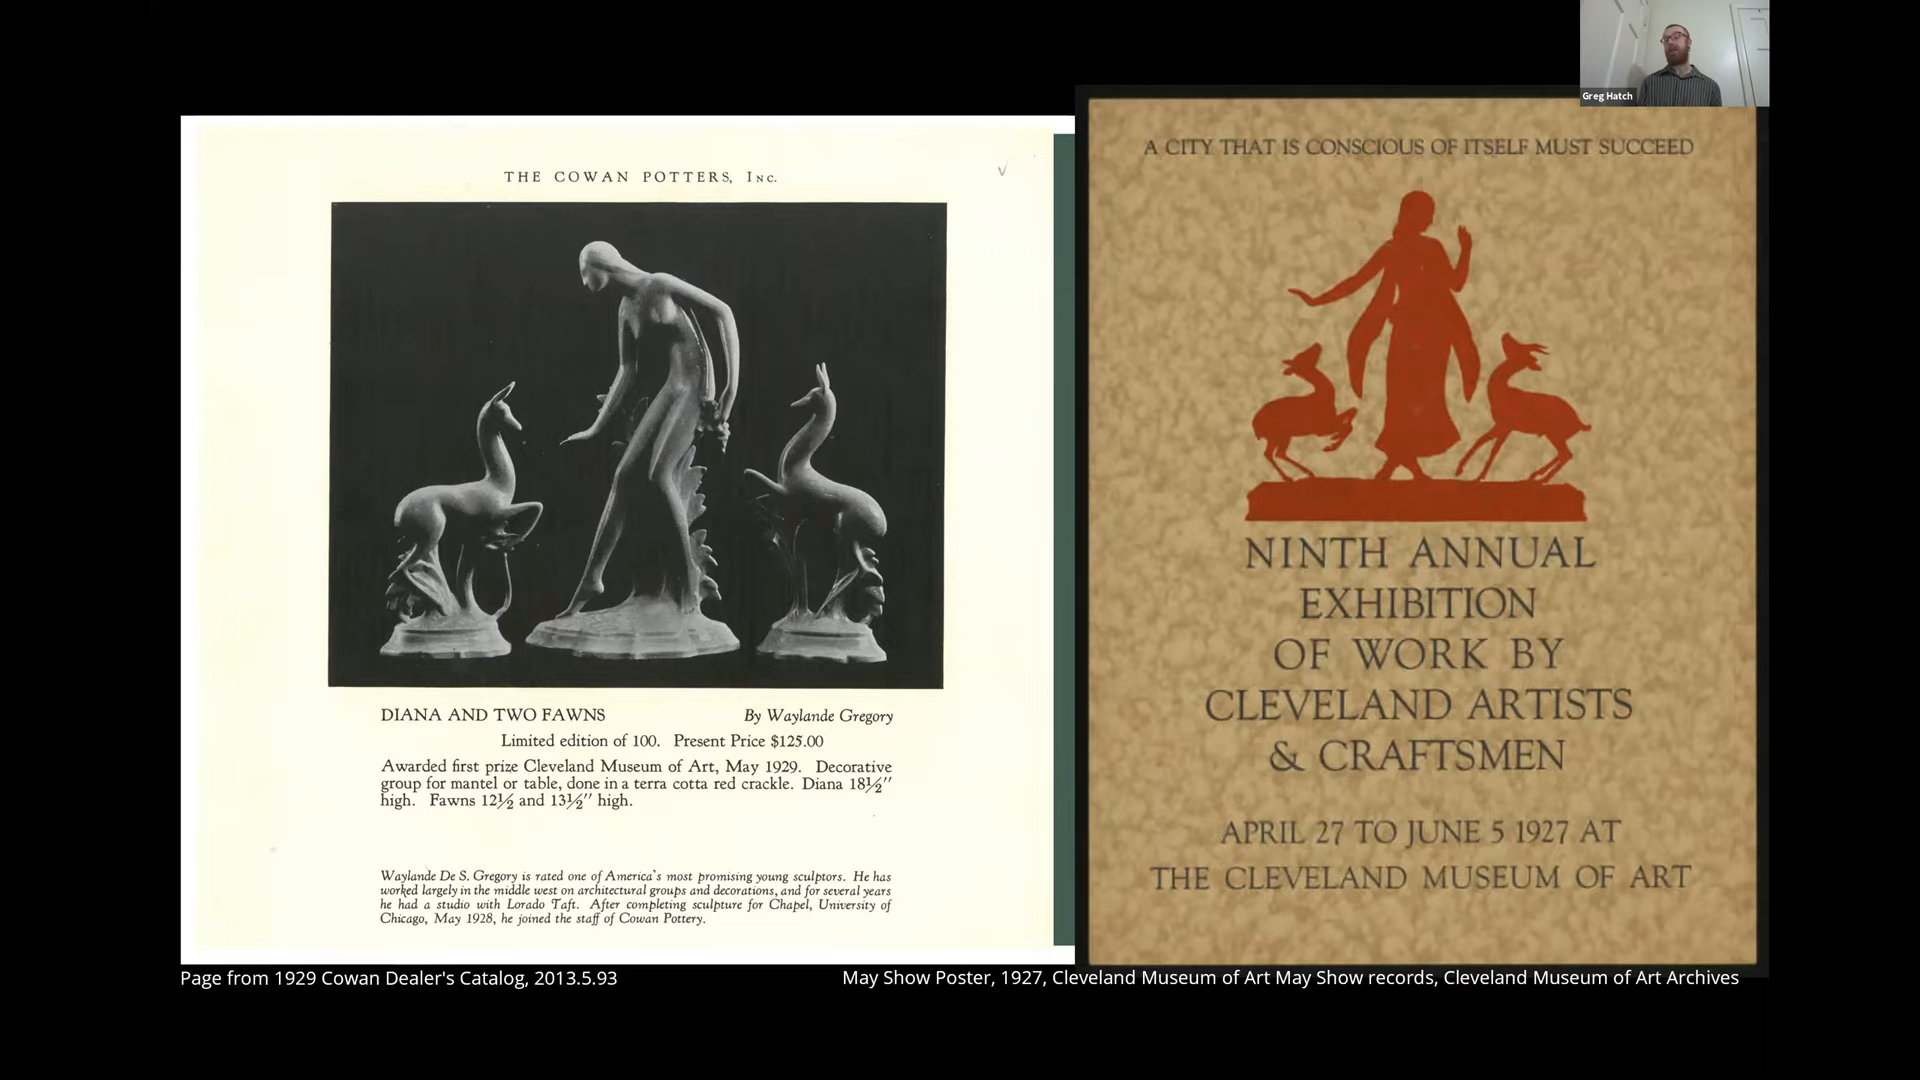 Greg Hatch
THE COWAN POTTERS, Inc.
DIANA AND TWO FAWNS By Waylande Gregory
Limited edition of 100. Present Price $125.00
Awarded first prize Cleveland Museum of Art, May 1929. Decorative
group for mantel or table, done in a terra cotta red crackle. Diana 18½″
high. Fawns 12½ and 13½″ high.
Waylande De S. Gregory is rated one of America's most promising young sculptors. He has
worked largely in the middle west on architectural groups and decorations, and for several years
he had a studio with Lorado Taft. After completing sculpture for Chapel, University of
Chicago, May 1928, he joined the staff of Cowan Pottery.
Page from 1929 Cowan Dealer's Catalog, 2013.5.93
A CITY THAT IS CONSCIOUS OF ITSELF MUST SUCCEED
NINTH ANNUAL
EXHIBITION
OF WORK BY
CLEVELAND ARTISTS
& CRAFTSMEN
APRIL 27 TO JUNE 5 1927 AT
THE CLEVELAND MUSEUM OF ART
May Show Poster, 1927, Cleveland Museum of Art May Show records, Cleveland Museum of Art Archives